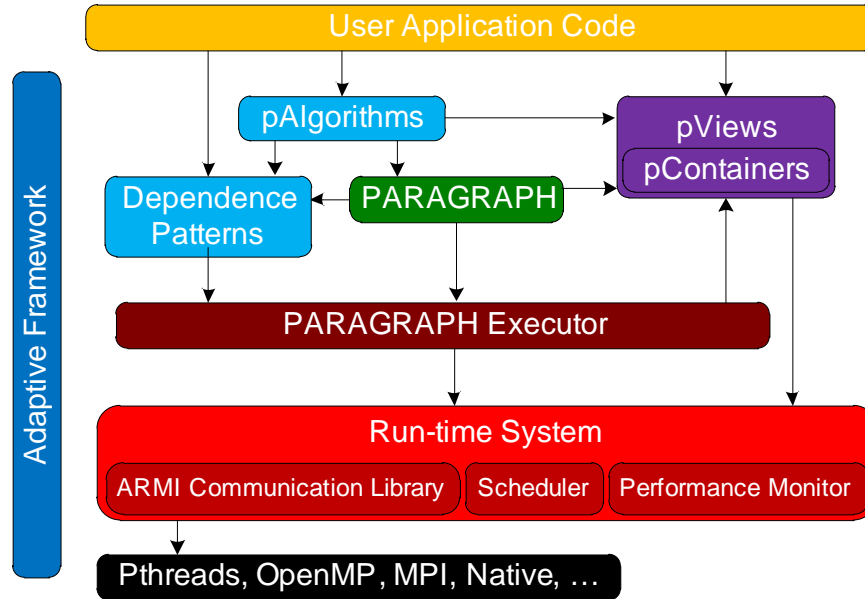 User Application Code
Adaptive Framework
pAlgorithms
pViews
pContainers
Dependence
Patterns
PARAGRAPH
PARAGRAPH Executor
Run-time System
ARMI Communication Library
Scheduler
Performance Monitor
Pthreads, OpenMP, MPI, Native, …